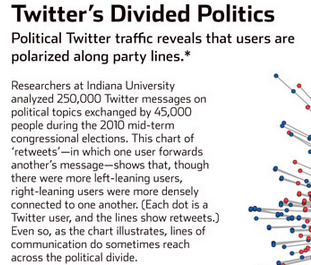 Twitter's Divided Politics
Political Twitter traffic reveals that users are
polarized along party lines.*
Researchers at Indiana University
analyzed 250,000 Twitter messages on
political topics exchanged by 45,000
people during the 2010 mid-term
congressional elections. This chart of
‘retweets’—in which one user forwards
another’s message—shows that, though
there were more left-leaning users,
right-leaning users were more densely
connected to one another. (Each dot is a
Twitter user, and the lines show retweets.)
Even so, as the chart illustrates, lines of
communication do sometimes reach
across the political divide.